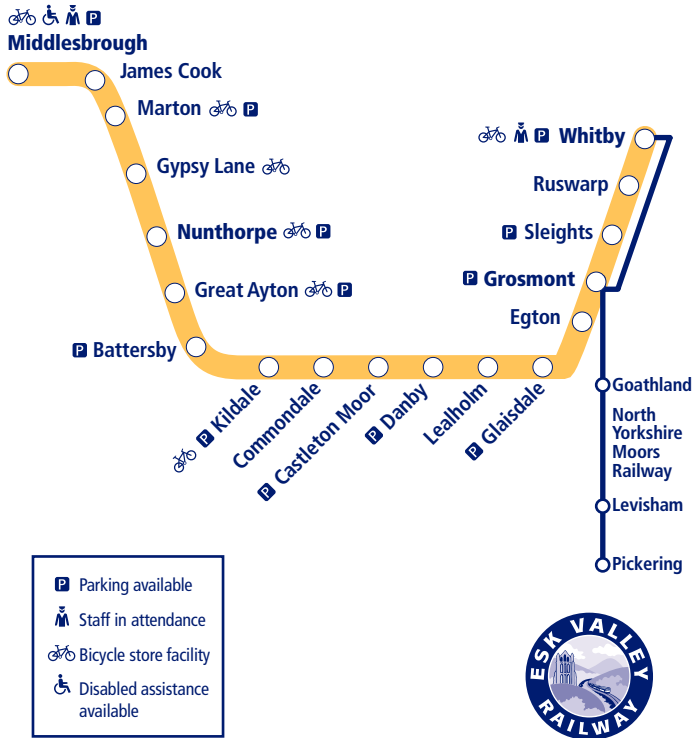 Middlesbrough
James Cook
Marton P
Gypsy Lane
Nunthorpe P
Great Ayton P
P Battersby
P Kildale
Commondale
P Castleton Moor
P Danby
Lealholm
P Glaisdale
P Whitby
Ruswarp
P Sleights
P Grosmont
Egton
Goathland
North
Yorkshire
Moors
Railway
Levisham
Pickering
P
P Parking available
Staff in attendance
Bicycle store facility
Disabled assistance
available
ESK VALLEY
RAILWAY